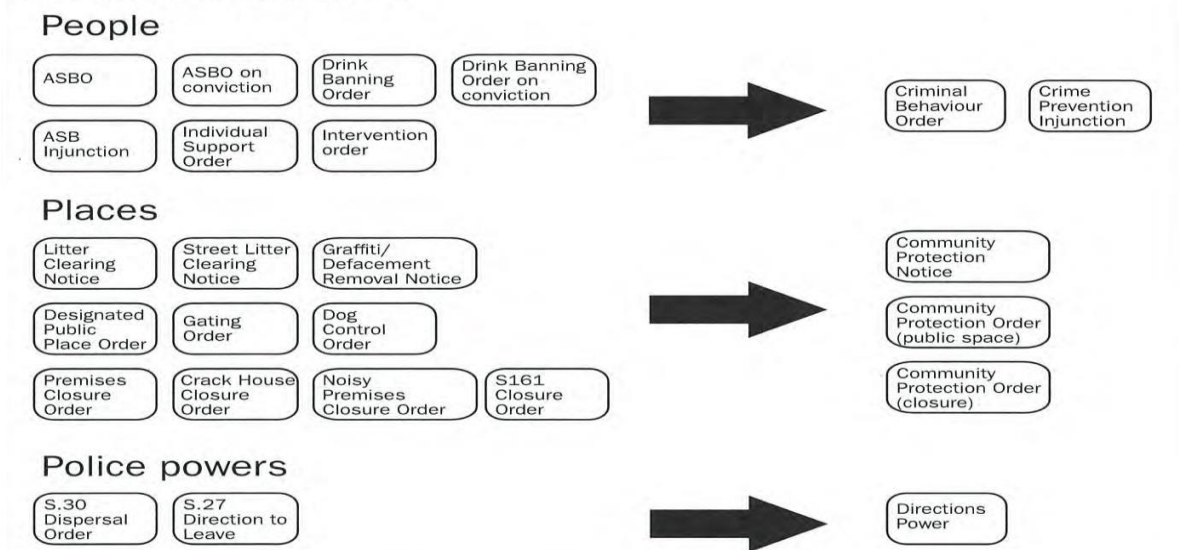 People
ASBO
ASBO on
conviction
Drink
Banning
Order
Drink Banning
Order on
conviction
Criminal
Behaviour
Order
Crime
Prevention
Injunction
ASB
Injunction
Individual
Support
Order
Intervention
order
Places
Litter
Clearing
Notice
Street Litter
Clearing
Notice
Graffiti/
Defacement
Removal Notice
Community
Protection
Notice
Designated
Public
Place Order
Gating
Order
Dog
Control
Order
Community
Protection Order
(public space)
Premises
Closure
Order
Crack House
Closure
Order
Noisy
Premises
Closure Order
S161
Closure
Order
Community
Protection Order
(closure)
Police powers
S.30
Dispersal
Order
S.27
Direction to
Leave
Directions
Power